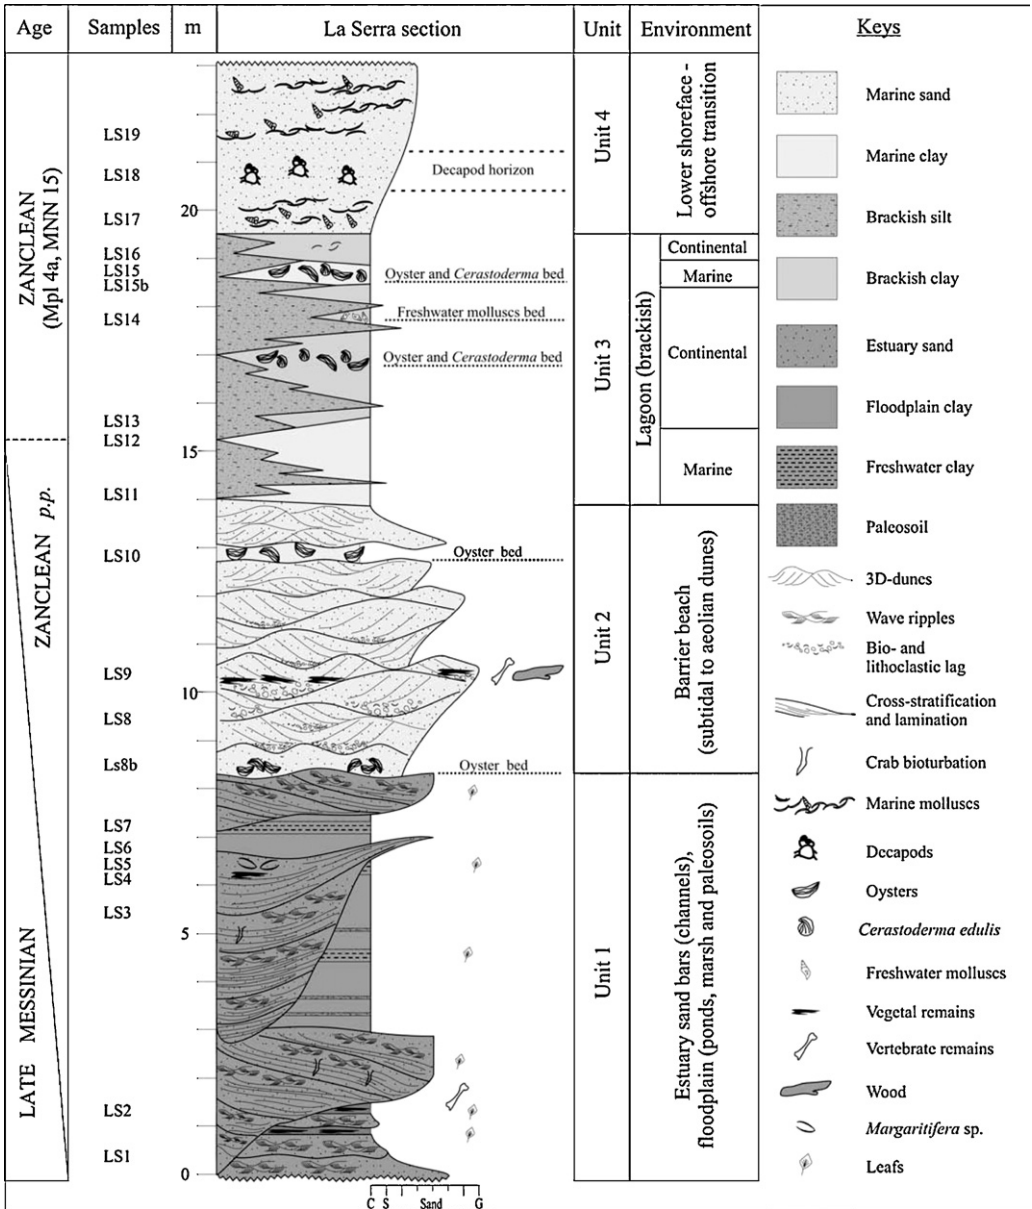 Age
Samples
m
La Serra section
Unit
Environment
Keys
ZANCLEAN
(Mpl 4a, MNN 15)
ZANCLEAN p.p.
LATE MESSINIAN
LS19
LS18
LS17
LS16
LS15
LS15b
LS14
LS13
LS12
LS11
LS10
LS9
LS8
Ls8b
LS7
LS6
LS5
LS4
LS3
LS2
LS1
20
15
10
5
0
Decapod horizon
Oyster and Cerastoderma bed
Freshwater molluscs bed
Oyster and Cerastoderma bed
Oyster bed
Oyster bed
C S Sand G
Unit 4
Unit 3
Unit 2
Unit 1
Lower shoreface -
offshore transition
Lagoon (brackish)
Continental
Marine
Continental
Marine
Barrier beach
(subtidal to aeolian dunes)
Estuary sand bars (channels),
floodplain (ponds, marsh and paleosoils)
Marine sand
Marine clay
Brackish silt
Brackish clay
Estuary sand
Floodplain clay
Freshwater clay
Paleosoil
3D-dunes
Wave ripples
Bio- and
lithoclastic lag
Cross-stratification
and lamination
Crab bioturbation
Marine molluscs
Decapods
Oysters
Cerastoderma edulis
Freshwater molluscs
Vegetal remains
Vertebrate remains
Wood
Margaritifera sp.
Leafs